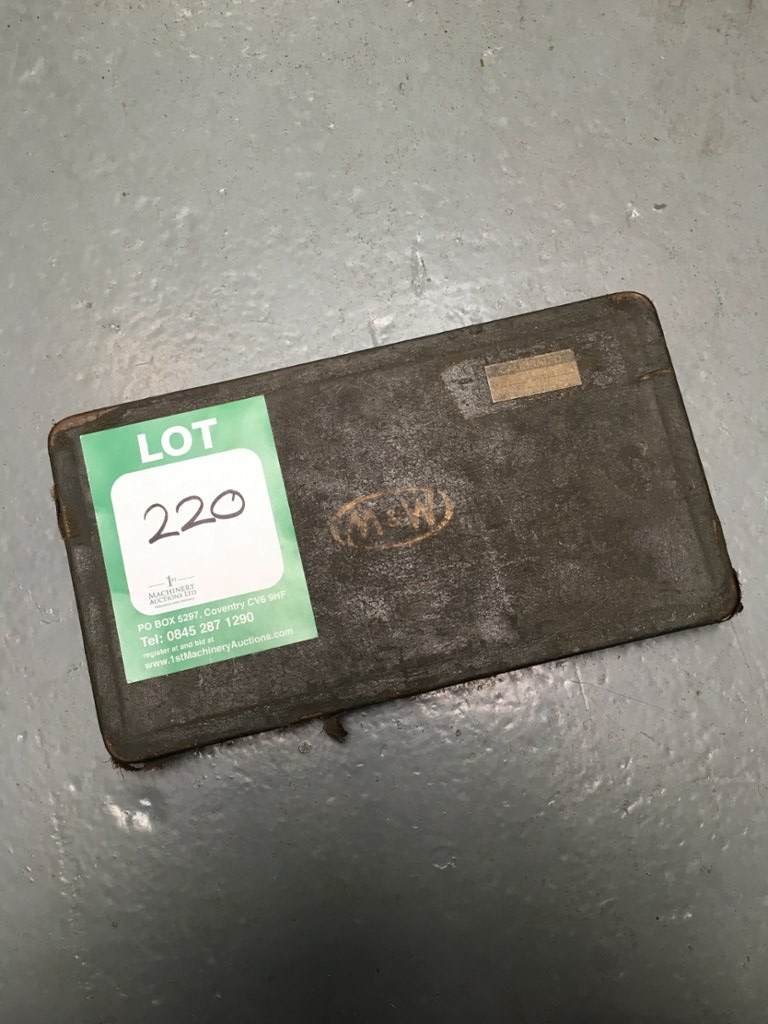 LOT
220
1st
MACHINERY
AUCTIONS LTD
PO BOX 5297, Coventry CV6 9HF
Tel: 0845 287 1290
register at and bid at
www.1stMachineryAuctions.com
M&W